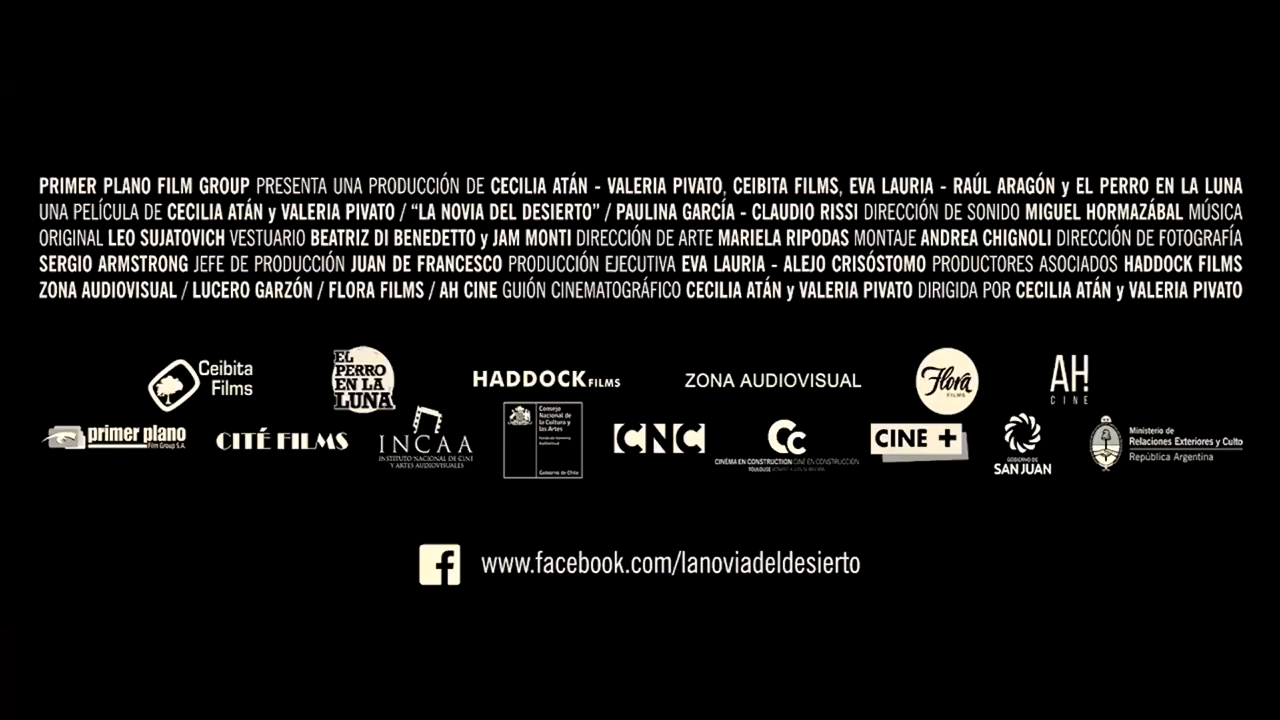 PRIMER PLANO FILM GROUP PRESENTA UNA PRODUCCIÓN DE CECILIA ATÁN - VALERIA PIVATO, CEIBITA FILMS, EVA LAURIA - RAÚL ARAGÓN y EL PERRO EN LA LUNA
UNA PELÍCULA DE CECILIA ATÁN y VALERIA PIVATO / “LA NOVIA DEL DESIERTO” / PAULINA GARCÍA - CLAUDIO RISSI DIRECCIÓN DE SONIDO MIGUEL HORMAZÁBAL MÚSICA
ORIGINAL LEO SUJATOVICH VESTUARIO BEATRIZ DI BENEDETTO y JAM MONTI DIRECCIÓN DE ARTE MARIELA RIPODAS MONTAJE ANDREA CHIGNOLI DIRECCIÓN DE FOTOGRAFÍA
SERGIO ARMSTRONG JEFE DE PRODUCCIÓN JUAN DE FRANCESCO PRODUCCIÓN EJECUTIVA EVA LAURIA - ALEJO CRISÓSTOMO PRODUCTORES ASOCIADOS HADDOCK FILMS
ZONA AUDIOVISUAL / LUCERO GARZÓN / FLORA FILMS / AH CINE GUIÓN CINEMATOGRÁFICO CECILIA ATÁN y VALERIA PIVATO DIRIGIDA POR CECILIA ATÁN y VALERIA PIVATO
Ceibita
Films
EL
PERRO
EN LA
LUNA
HADDOCK FILMS
ZONA AUDIOVISUAL
Flora
FILMS
AH!
CINE
primer plano
Film Group S.A.
CITÉ FILMS
INCAA
INSTITUTO NACIONAL DE CINE
Y ARTES AUDIOVISUALES
Consejo
Nacional de
la Cultura y
las Artes
Gobierno de Chile
CNC
CC
CINÉMA EN CONSTRUCTION CINE EN CONSTRUCCIÓN
TOULOUSE
CINE +
GOBIERNO DE
SAN JUAN
Ministerio de
Relaciones Exteriores y Culto
República Argentina
f
www.facebook.com/lanoviadeldesierto